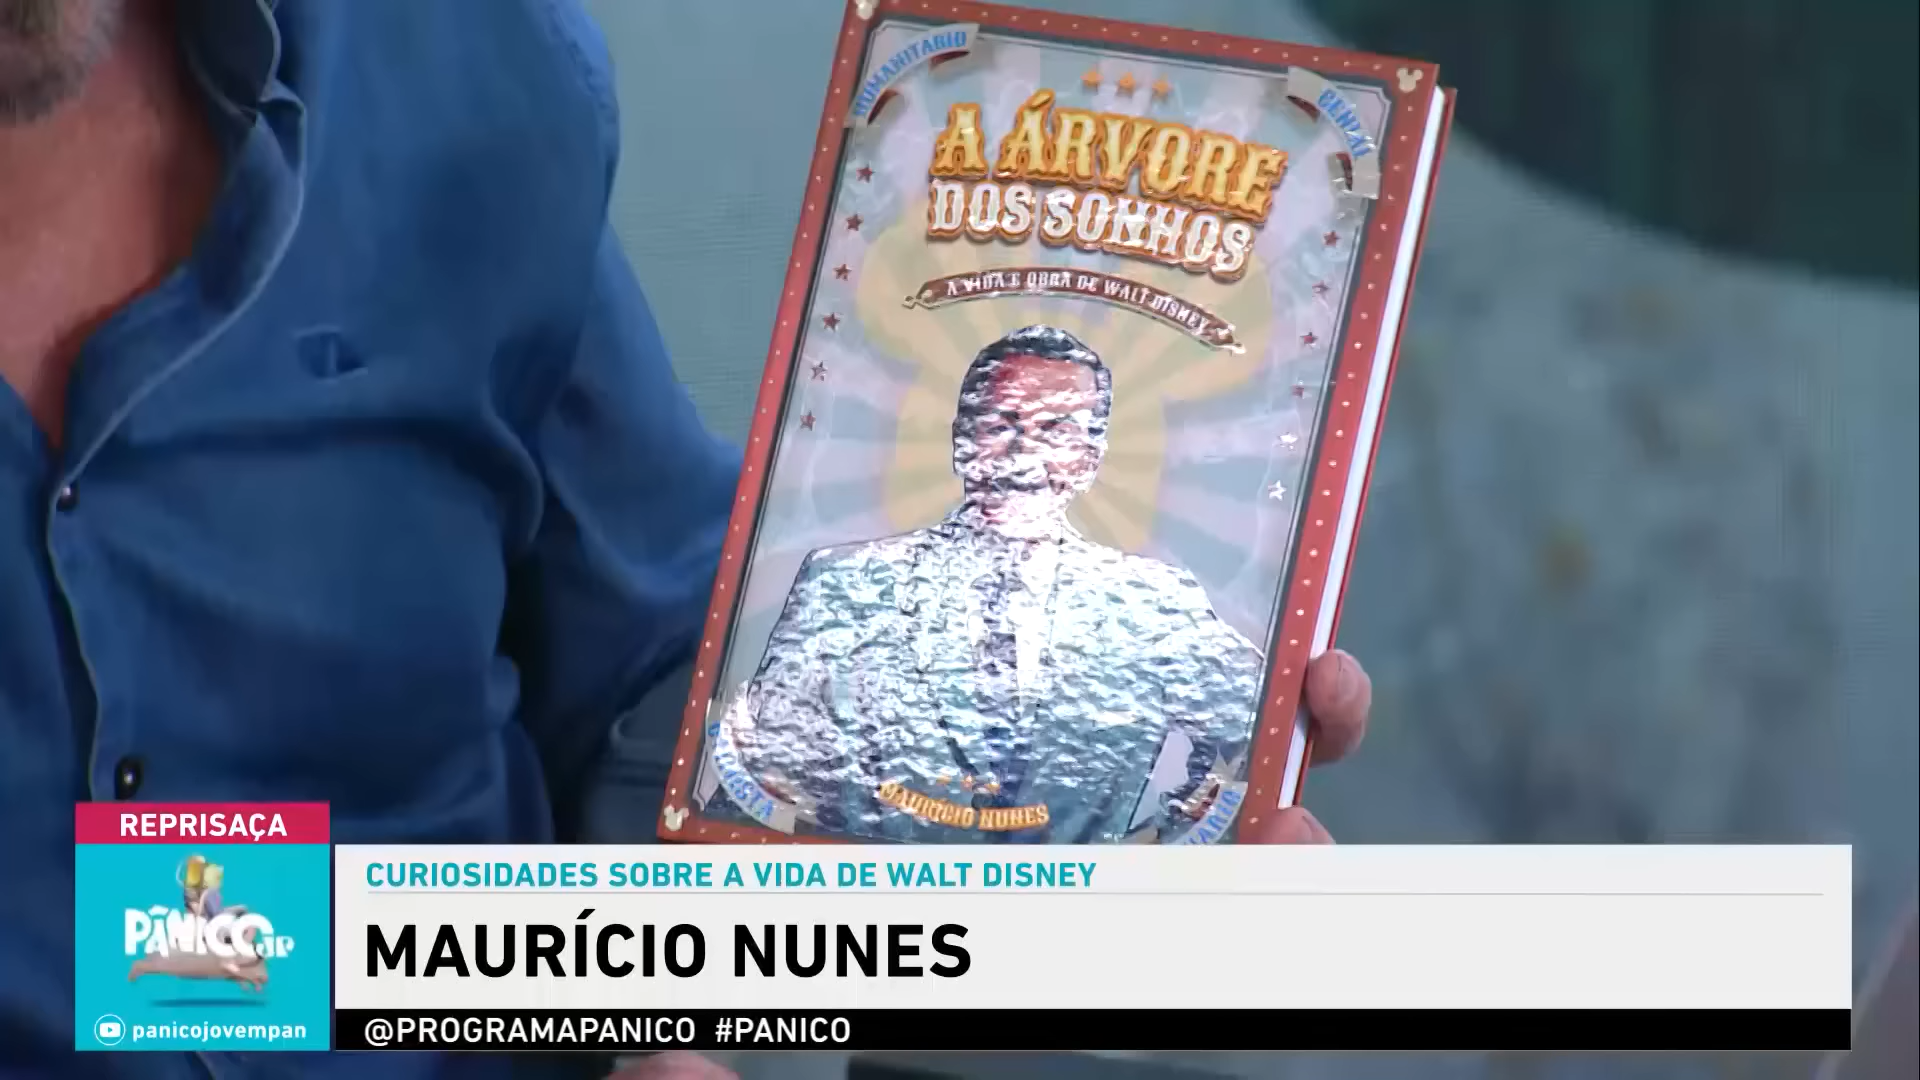 HUMANITÁRIO
GENIAL
A ÁRVORE
DOS SONHOS
A VIDA E OBRA DE WALT DISNEY
MAURÍCIO NUNES
REPRISAÇA
PÂNICO JP
panicojovempan
CURIOSIDADES SOBRE A VIDA DE WALT DISNEY
MAURÍCIO NUNES
@PROGRAMAPANICO #PANICO